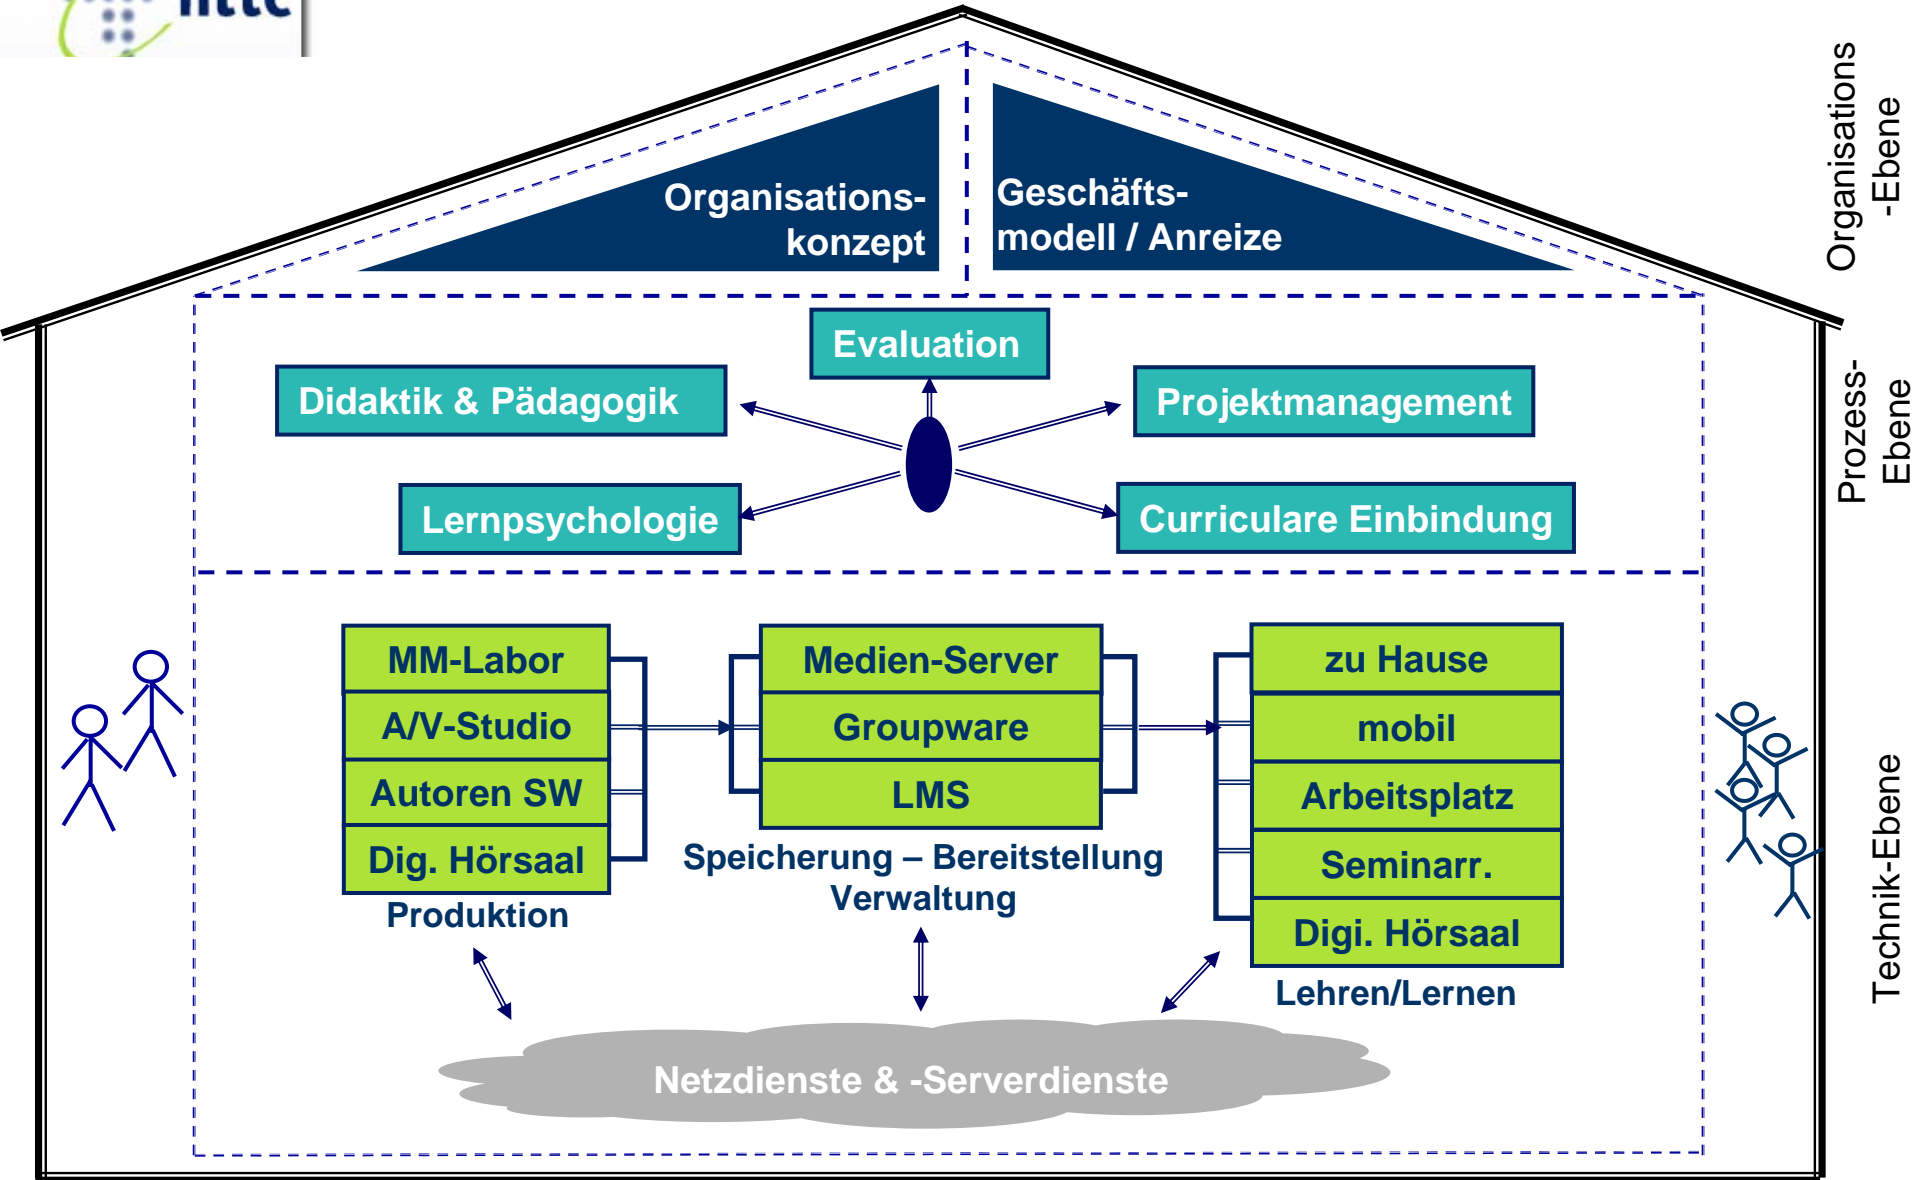 Organisations-
konzept
Geschäfts-
modell / Anreize
Organisations
-Ebene
Evaluation
Didaktik & Pädagogik
Projektmanagement
Lernpsychologie
Curriculare Einbindung
Prozess-
Ebene
MM-Labor
A/V-Studio
Autoren SW
Dig. Hörsaal
Produktion
Medien-Server
Groupware
LMS
Speicherung – Bereitstellung
Verwaltung
zu Hause
mobil
Arbeitsplatz
Seminarr.
Digi. Hörsaal
Lehren/Lernen
Technik-Ebene
Netzdienste & -Serverdienste